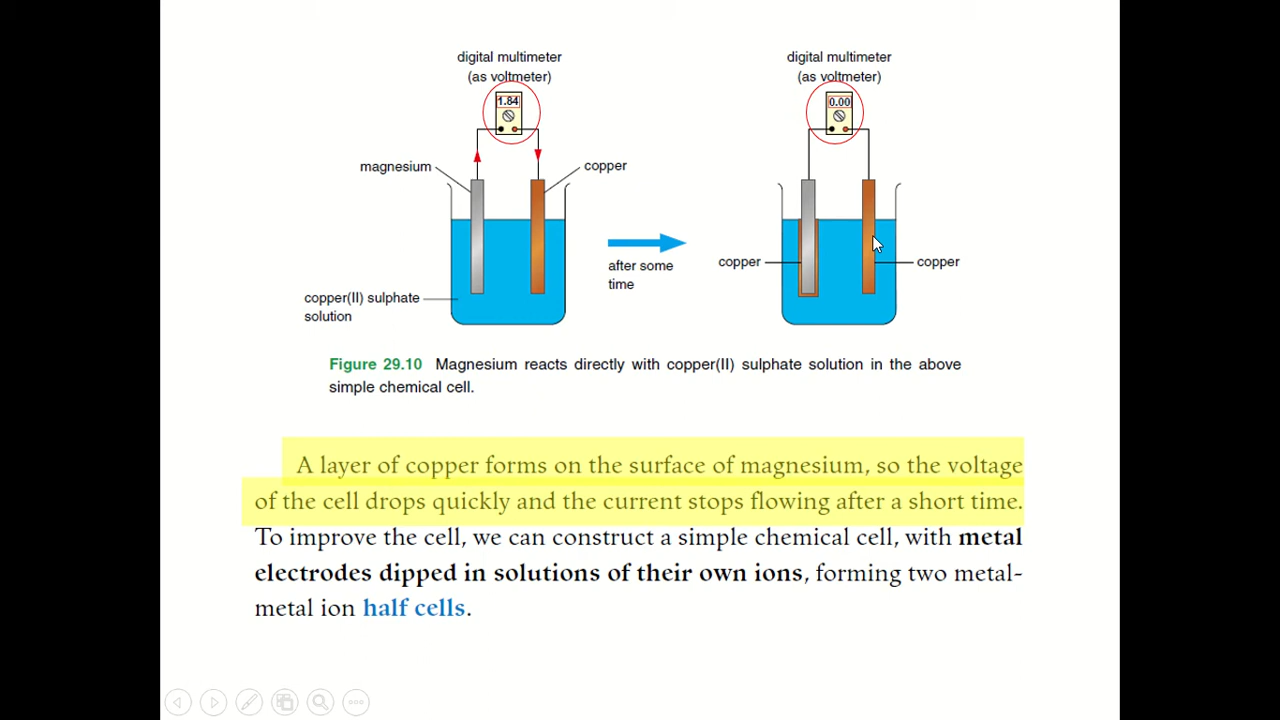 digital multimeter
(as voltmeter)
1.84
magnesium
copper
copper(II) sulphate
solution
after some
time
digital multimeter
(as voltmeter)
0.00
copper
copper
Figure 29.10 Magnesium reacts directly with copper(II) sulphate solution in the above
simple chemical cell.
A layer of copper forms on the surface of magnesium, so the voltage
of the cell drops quickly and the current stops flowing after a short time.
To improve the cell, we can construct a simple chemical cell, with metal
electrodes dipped in solutions of their own ions, forming two metal-
metal ion half cells.